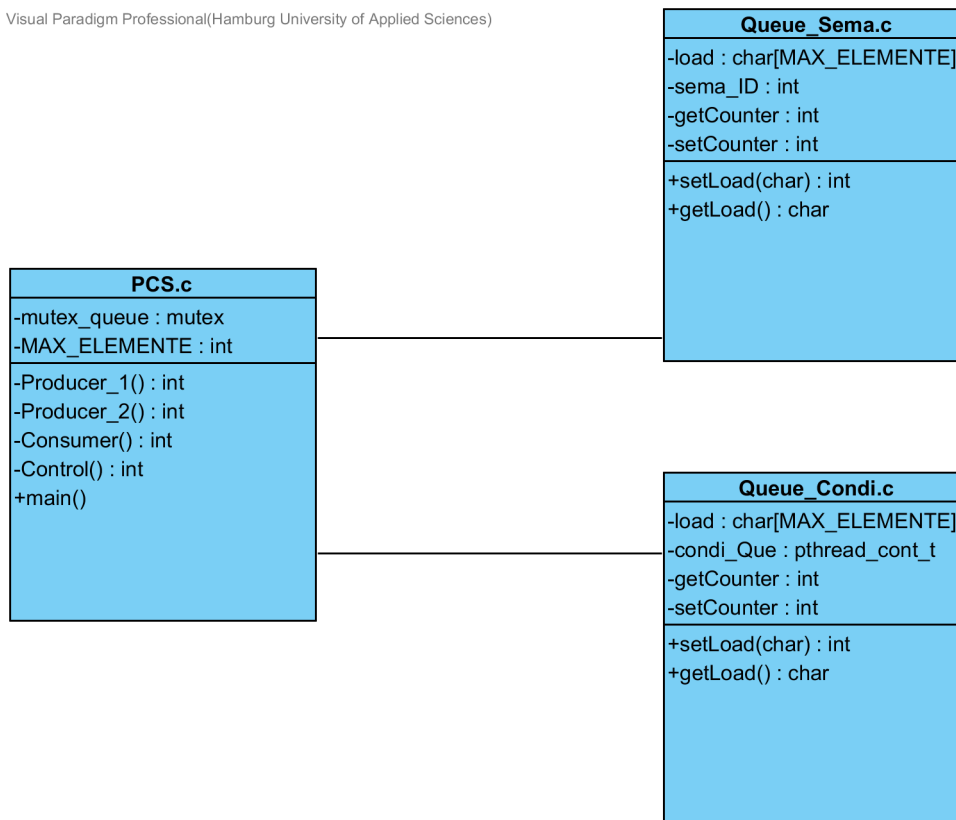 Visual Paradigm Professional(Hamburg University of Applied Sciences)
Queue_Sema.c
-load : char[MAX_ELEMENTE]
-sema_ID : int
-getCounter : int
-setCounter : int
+setLoad(char) : int
+getLoad() : char
PCS.c
-mutex_queue : mutex
-MAX_ELEMENTE : int
-Producer_1() : int
-Producer_2() : int
-Consumer() : int
-Control() : int
+main()
Queue_Condi.c
-load : char[MAX_ELEMENTE]
-condi_Que : pthread_cont_t
-getCounter : int
-setCounter : int
+setLoad(char) : int
+getLoad() : char